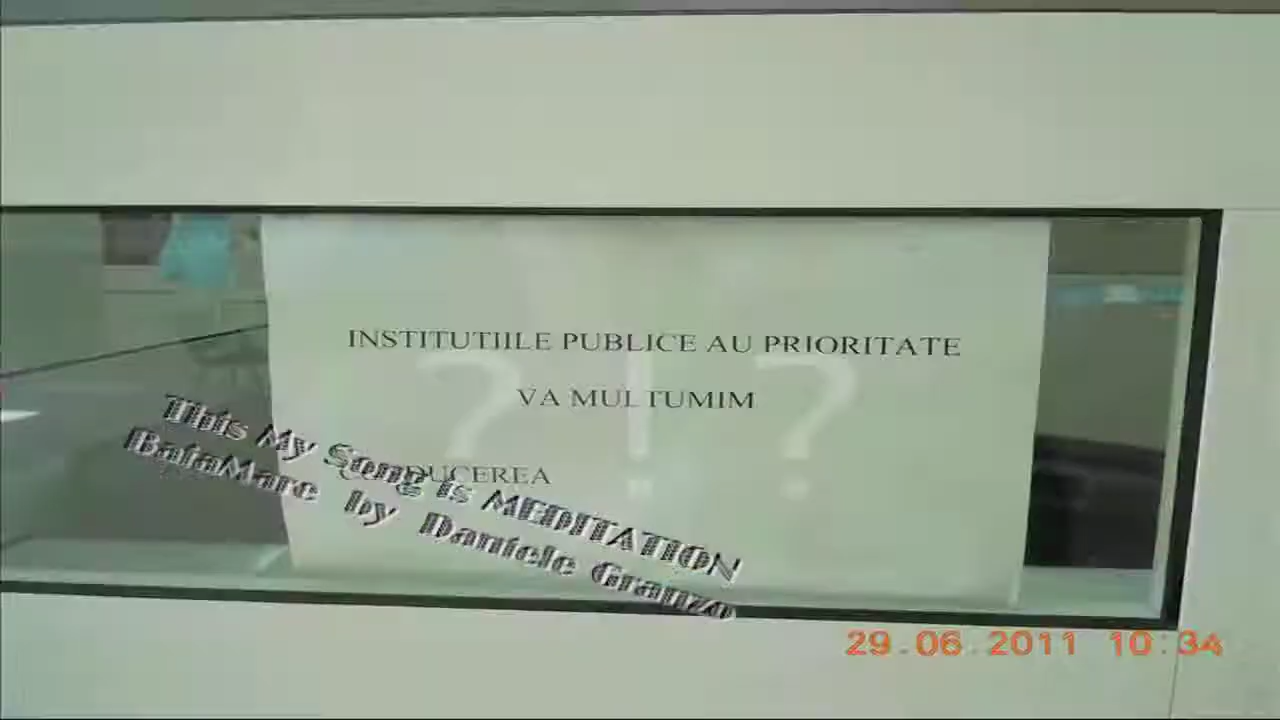 INSTITUTIILE PUBLICE AU PRIORITATE
VA MULTUMIM
? ! ?
This My Song is MEDITATION
BaiaMare by Daniele Granzo
29.06.2011 10:34